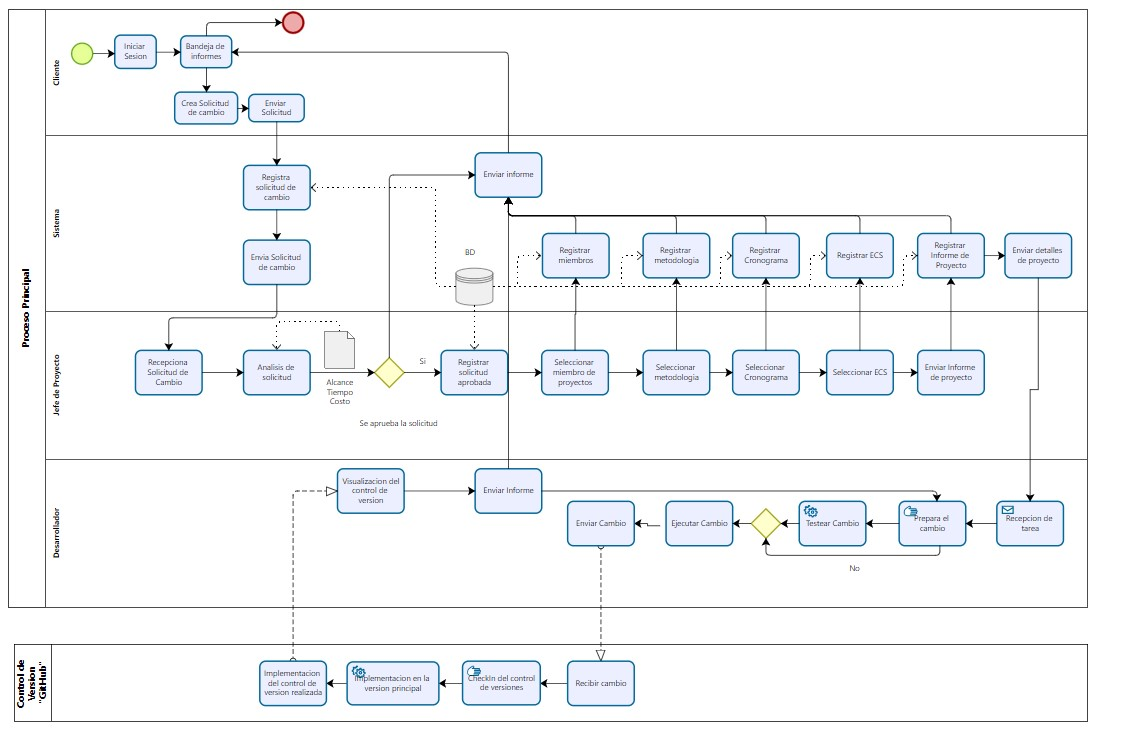 Proceso Principal
Cliente
Iniciar
Sesion
Bandeja de
informes
Crea Solicitud
de cambio
Enviar
Solicitud
Sistema
Registra
solicitud de
cambio
Envia Solicitud
de cambio
Enviar informe
BD
Registrar
miembros
Registrar
metodologia
Registrar
Cronograma
Registrar ECS
Registrar
Informe de
Proyecto
Enviar detalles
de proyecto
Jefe de Proyecto
Recepciona
Solicitud de
Cambio
Analisis de
solicitud
Alcance
Tiempo
Costo
Se aprueba la solicitud
Si
Registrar
solicitud
aprobada
Seleccionar
miembro de
proyectos
Seleccionar
metodologia
Seleccionar
Cronograma
Seleccionar ECS
Enviar Informe
de proyecto
Desarrollador
Visualizacion del
control de
version
Enviar Informe
Enviar Cambio
Ejecutar Cambio
Testear Cambio
Prepara el
cambio
Recepcion de
tarea
No
Control de
Version
"GitHub"
Implementacion
del control de
version realizada
Implementacion en la
version principal
CheckIn del control
de versiones
Recibir cambio